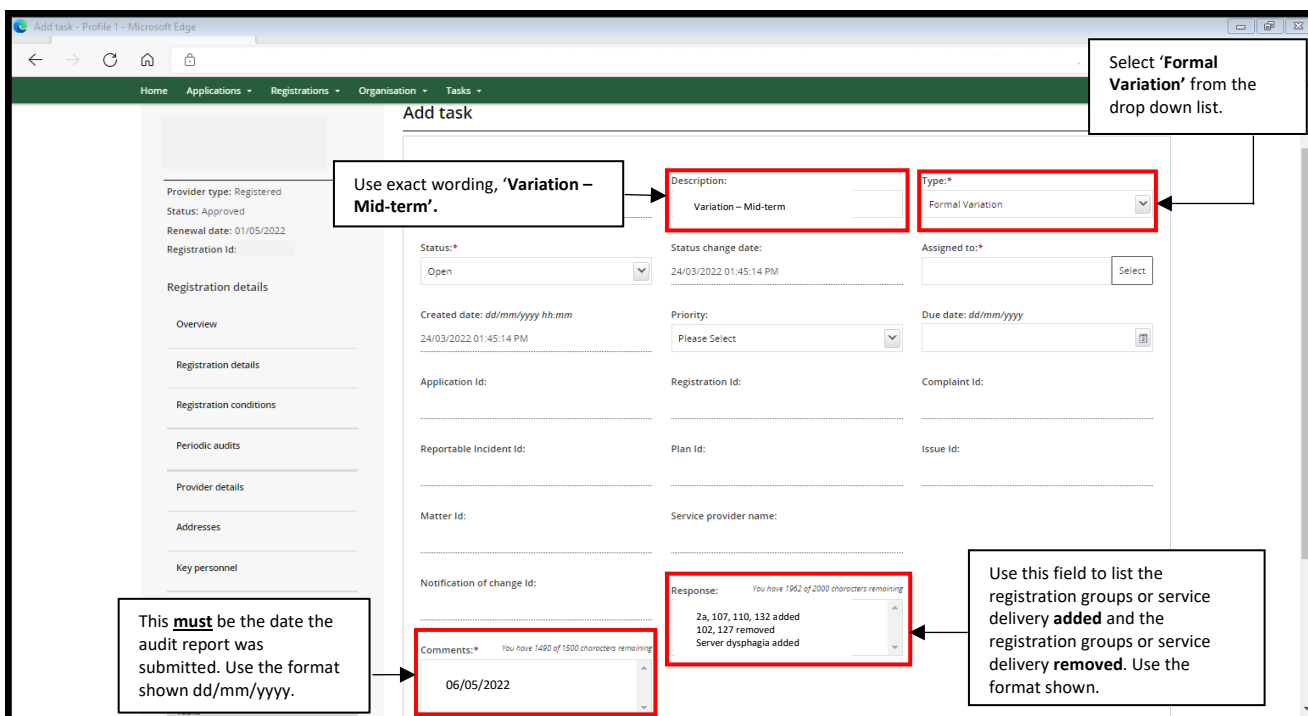 Add task - Profile 1 - Microsoft Edge
Select ‘Formal
Variation’ from the
drop down list.
Home Applications Registrations Organisation Tasks
Add task
Provider type: Registered
Status: Approved
Renewal date: 01/05/2022
Registration Id:
Registration details
Overview
Registration details
Registration conditions
Periodic audits
Provider details
Addresses
Key personnel
Use exact wording, ‘Variation –
Mid-term’.
Description:
Variation – Mid-term
Type:*
Formal Variation
Status:*
Open
Status change date:
24/03/2022 01:45:14 PM
Assigned to:*
Select
Created date: dd/mm/yyyy hh:mm
24/03/2022 01:45:14 PM
Priority:
Please Select
Due date: dd/mm/yyyy
Application Id:
Registration Id:
Complaint Id:
Reportable Incident Id:
Plan Id:
Issue Id:
Matter Id:
Service provider name:
Notification of change Id:
Response: You have 1962 of 2000 characters remaining
2a, 107, 110, 132 added
102, 127 removed
Server dysphagia added
Use this field to list the
registration groups or service
delivery added and the
registration groups or service
delivery removed. Use the
format shown.
This must be the date the
audit report was
submitted. Use the format
shown dd/mm/yyyy.
Comments:* You have 1490 of 1500 characters remaining
06/05/2022